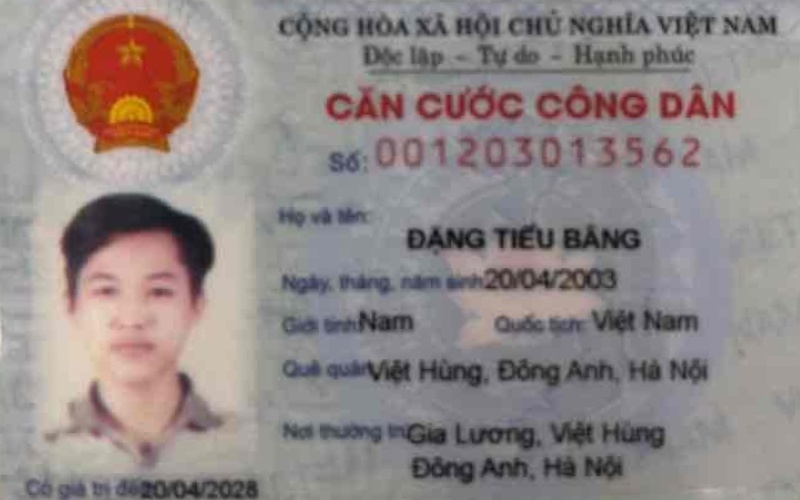 CỘNG HÒA XÃ HỘI CHỦ NGHĨA VIỆT NAM
Độc lập - Tự do - Hạnh phúc
CĂN CƯỚC CÔNG DÂN
Số: 001203013562
Họ và tên:
ĐẶNG TIỂU BẰNG
Ngày, tháng, năm sinh 20/04/2003
Giới tính: Nam Quốc tịch: Việt Nam
Quê quán Việt Hùng, Đông Anh, Hà Nội
Nơi thường trú Gia Lương, Việt Hùng
Đông Anh, Hà Nội
Có giá trị đến 20/04/2028